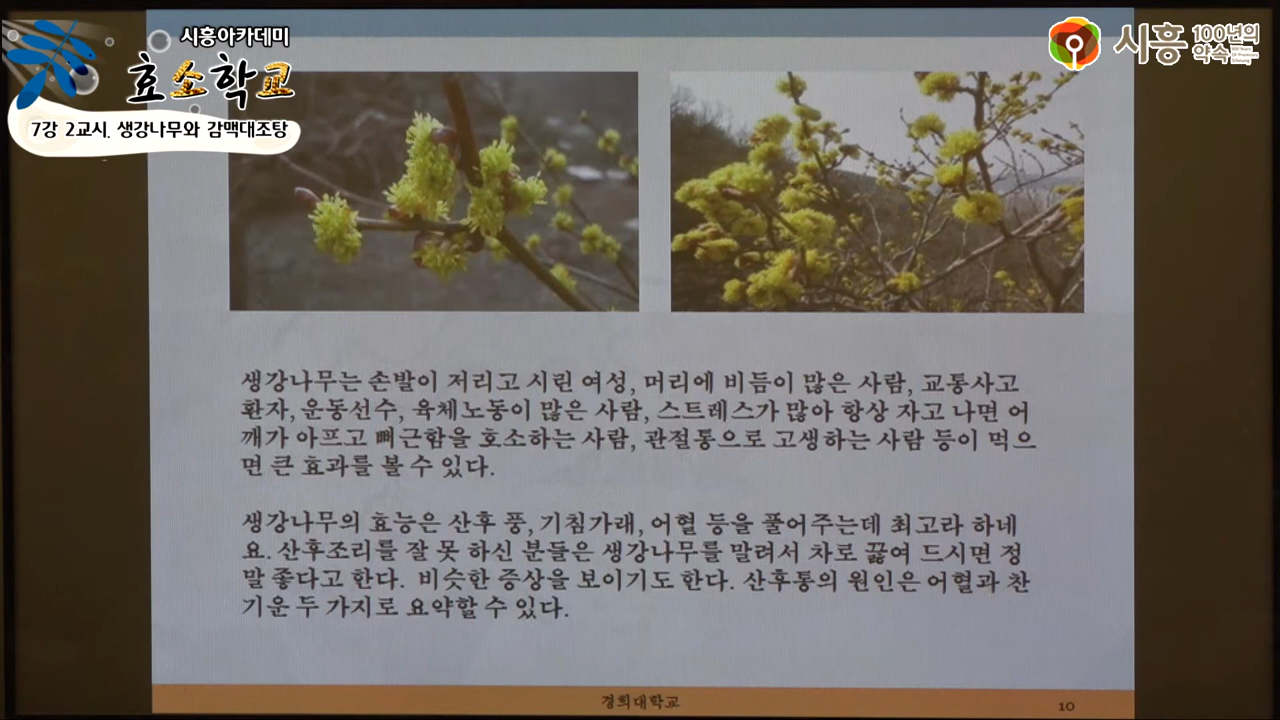 시흥아카데미
효소학교
7강 2교시. 생강나무와 감맥대조탕
시흥 100년의 약속
생강나무는 손발이 저리고 시린 여성, 머리에 비듬이 많은 사람, 교통사고
환자, 운동선수, 육체노동이 많은 사람, 스트레스가 많아 항상 자고 나면 어
깨가 아프고 뻐근함을 호소하는 사람, 관절통으로 고생하는 사람 등이 먹으
면 큰 효과를 볼 수 있다.
생강나무의 효능은 산후 풍, 기침가래, 어혈 등을 풀어주는데 최고라 하네
요. 산후조리를 잘 못 하신 분들은 생강나무를 말려서 차로 끓여 드시면 정
말 좋다고 한다. 비슷한 증상을 보이기도 한다. 산후통의 원인은 어혈과 찬
기운 두 가지로 요약할 수 있다.
경희대학교
10